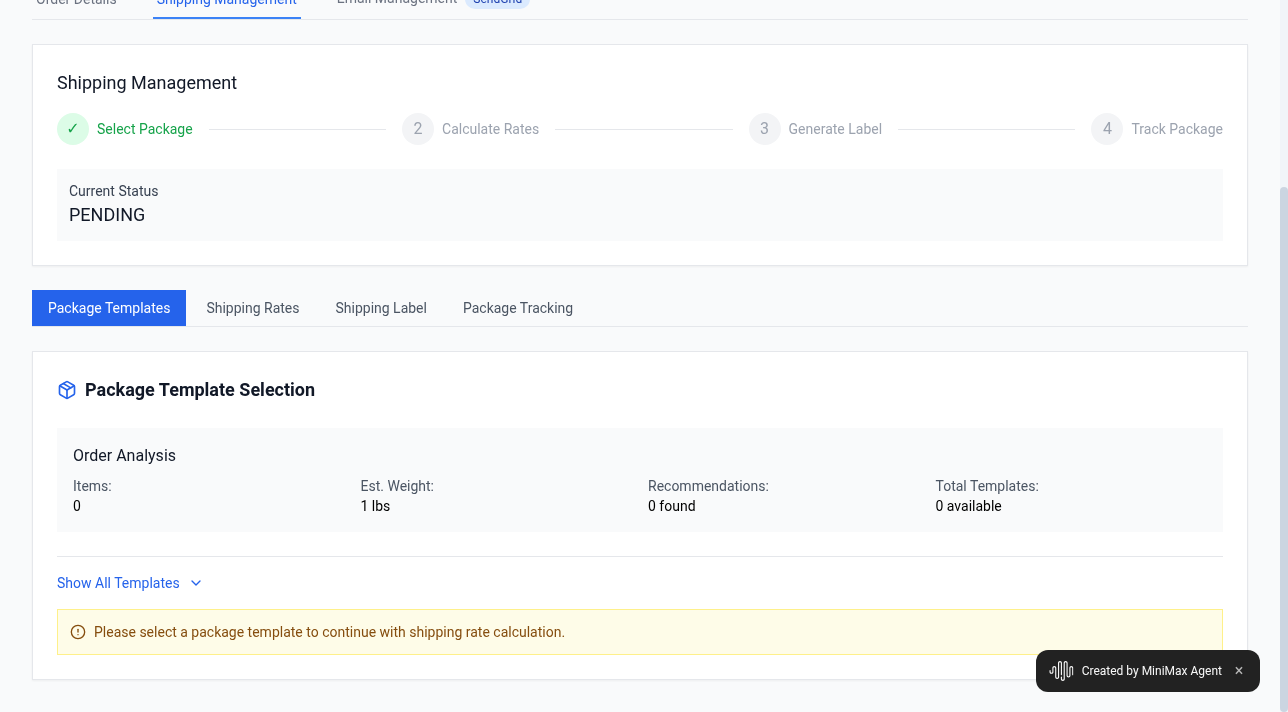 Order Details Shipping Management Email Management SendGrid
Shipping Management
✓ Select Package 2 Calculate Rates 3 Generate Label 4 Track Package
Current Status
PENDING
Package Templates Shipping Rates Shipping Label Package Tracking
Package Template Selection
Order Analysis
Items: Est. Weight: Recommendations: Total Templates:
0 1 lbs 0 found 0 available
Show All Templates
Please select a package template to continue with shipping rate calculation.
Created by MiniMax Agent ×